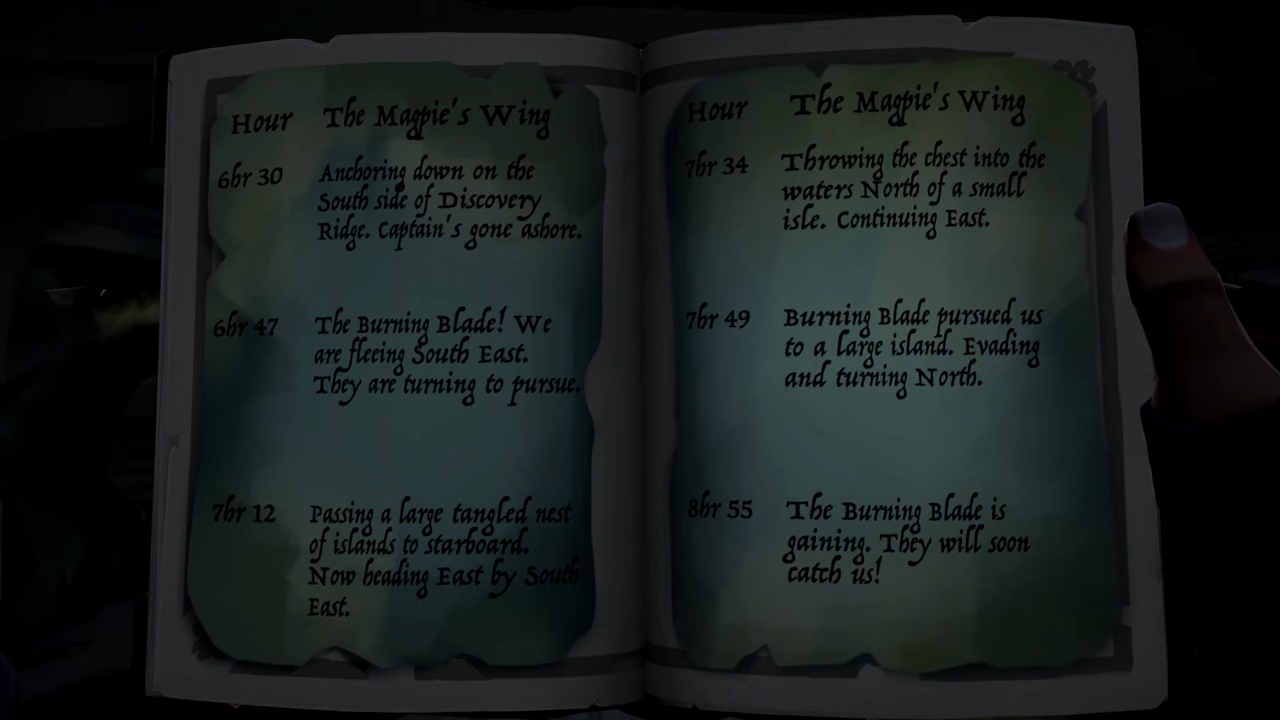 Hour The Magpie's Wing
6hr 30 Anchoring down on the
South side of Discovery
Ridge. Captain's gone ashore.
6hr 47 The Burning Blade! We
are fleeing South East.
They are turning to pursue.
7hr 12 Passing a large tangled nest
of islands to starboard.
Now heading East by South
East.
Hour The Magpie's Wing
7hr 34 Throwing the chest into the
waters North of a small
isle. Continuing East.
7hr 49 Burning Blade pursued us
to a large island. Evading
and turning North.
8hr 55 The Burning Blade is
gaining. They will soon
catch us!